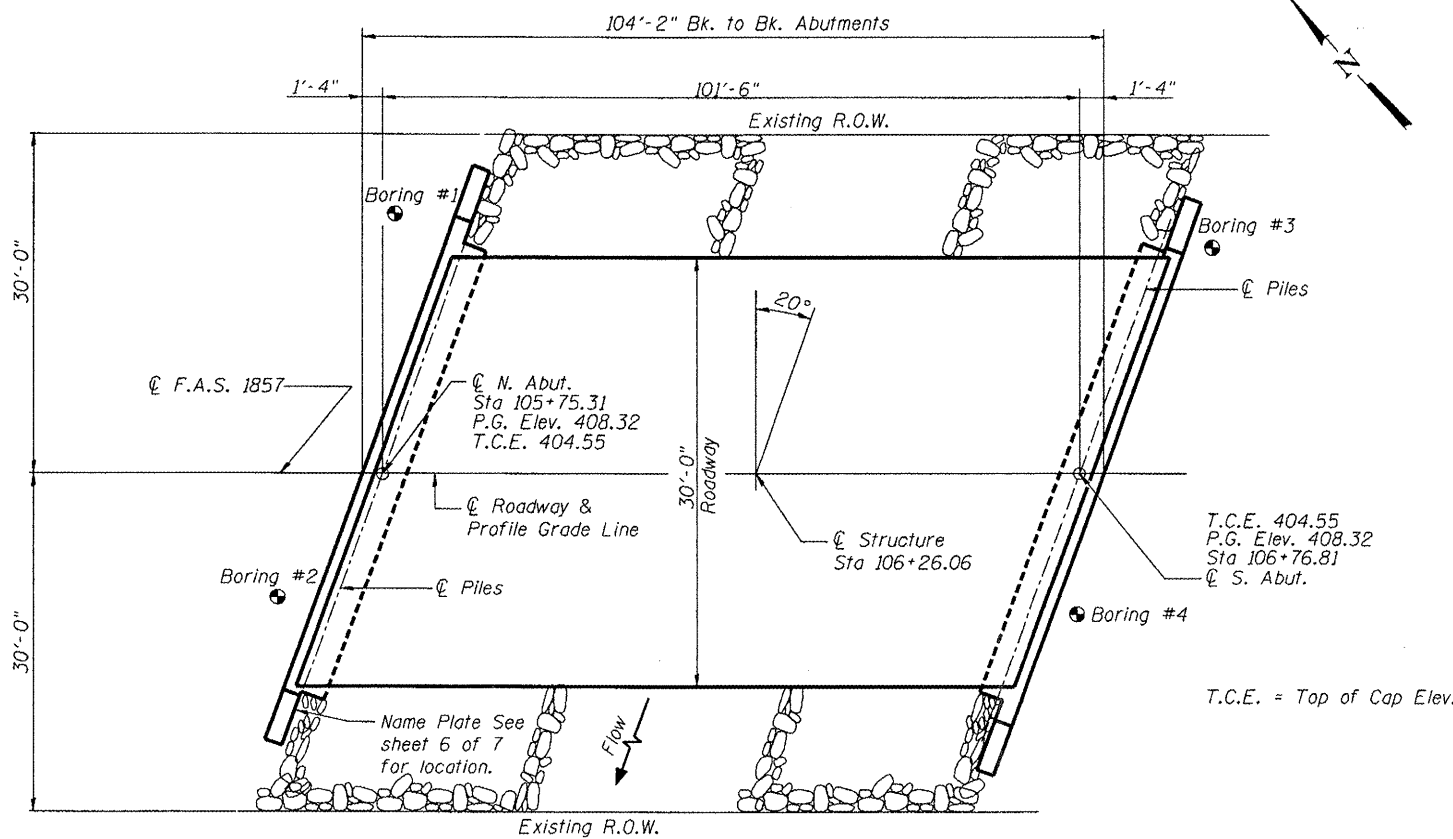 104'-2" Bk. to Bk. Abutments
1'-4"
101'-6"
1'-4"
N
Existing R.O.W.
Boring #1
Boring #3
30'-0"
20°
℄ Piles
℄ F.A.S. 1857
℄ N. Abut.
Sta 105+75.31
P.G. Elev. 408.32
T.C.E. 404.55
30'-0"
Roadway
℄ Roadway &
Profile Grade Line
℄ Structure
Sta 106+26.06
T.C.E. 404.55
P.G. Elev. 408.32
Sta 106+76.81
℄ S. Abut.
Boring #2
℄ Piles
Boring #4
30'-0"
T.C.E. = Top of Cap Elev.
Name Plate See
sheet 6 of 7
for location.
Flow
Existing R.O.W.